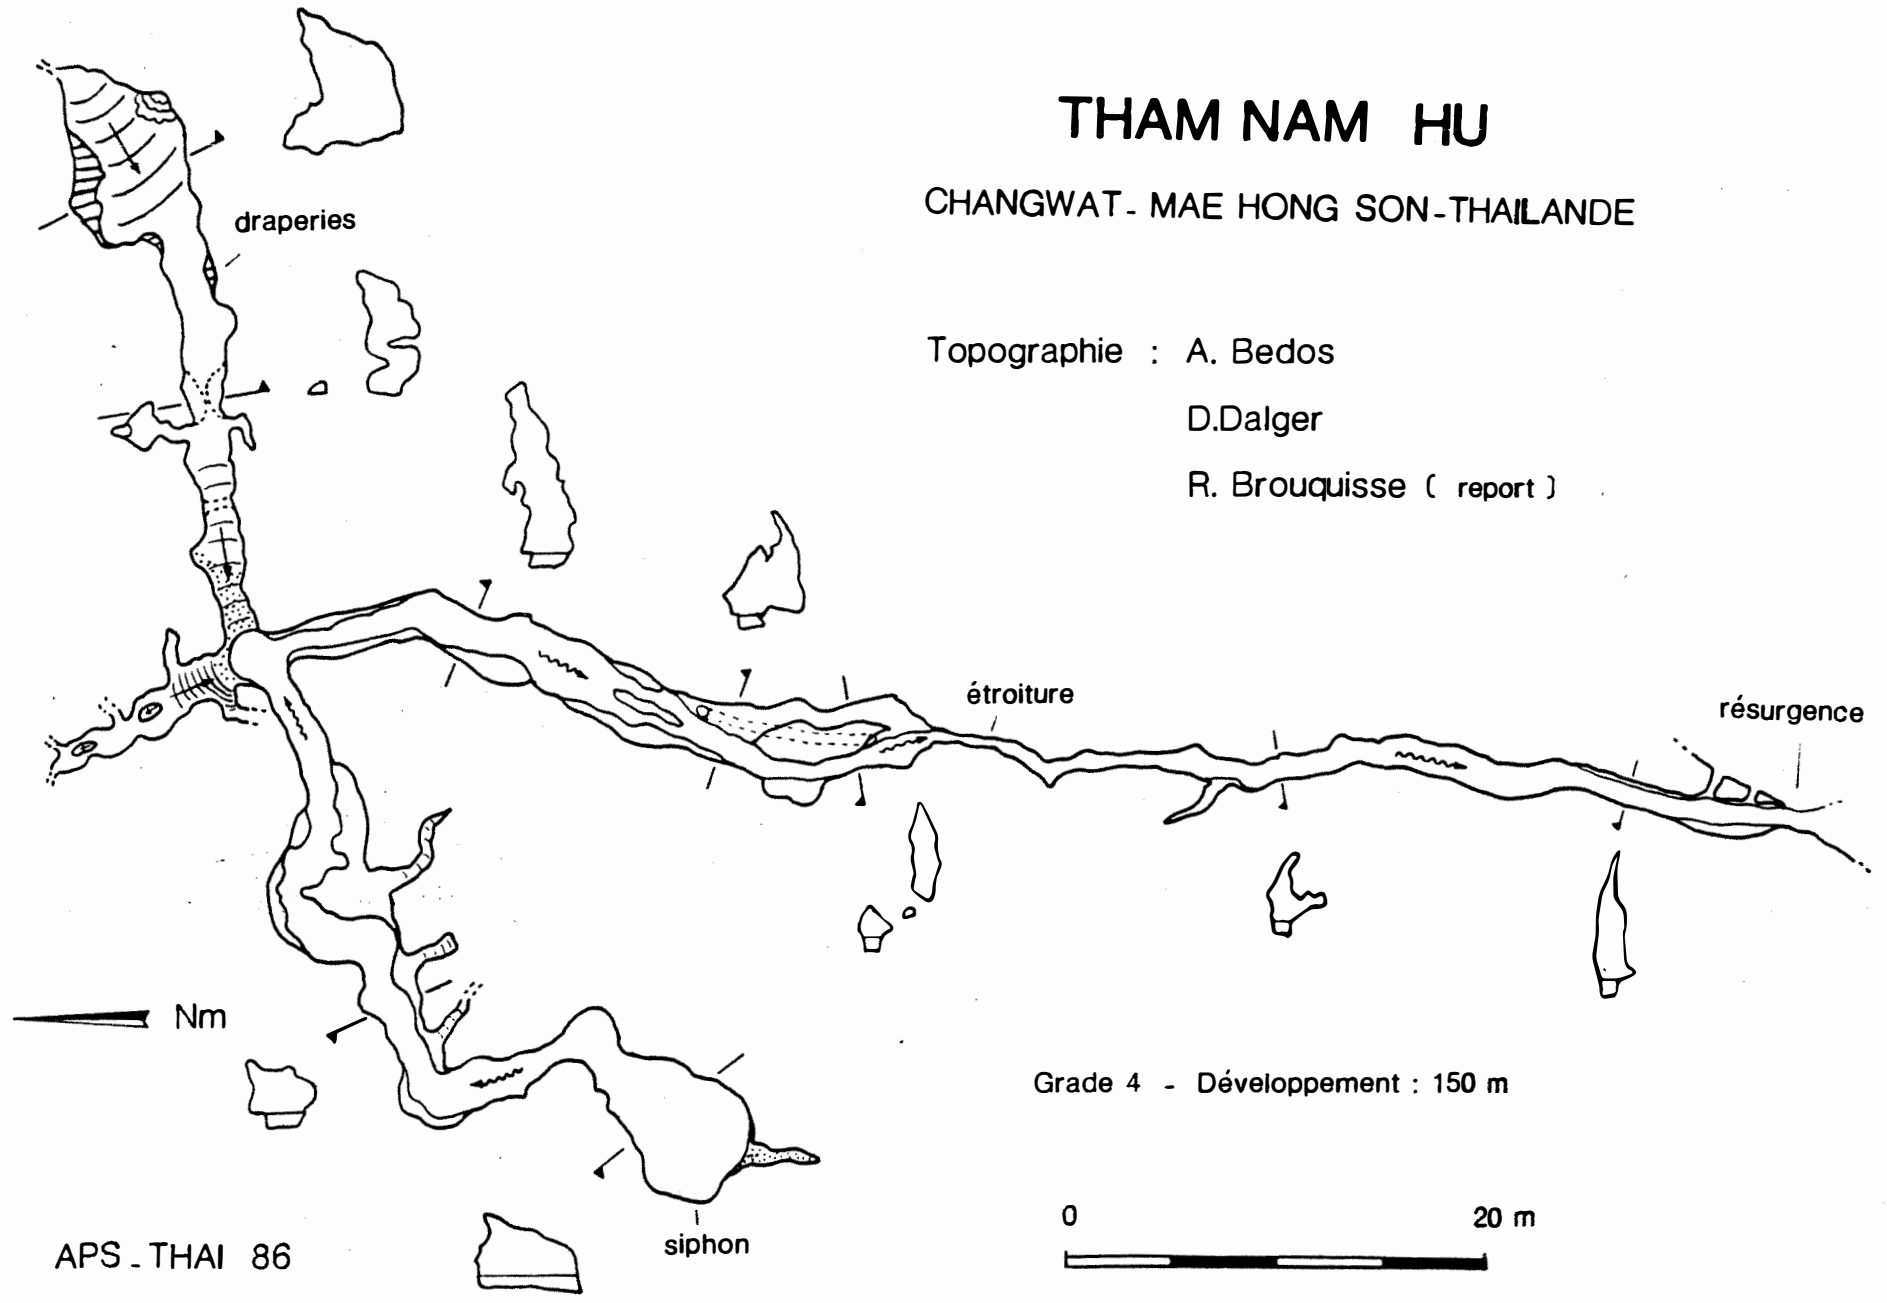 THAM NAM HU
CHANGWAT - MAE HONG SON - THAILANDE
draperies
Topographie : A. Bedos
D.Dalger
R. Brouquisse ( report )
étroiture
résurgence
Nm
Grade 4 - Développement : 150 m
0 20 m
siphon
APS - THAI 86